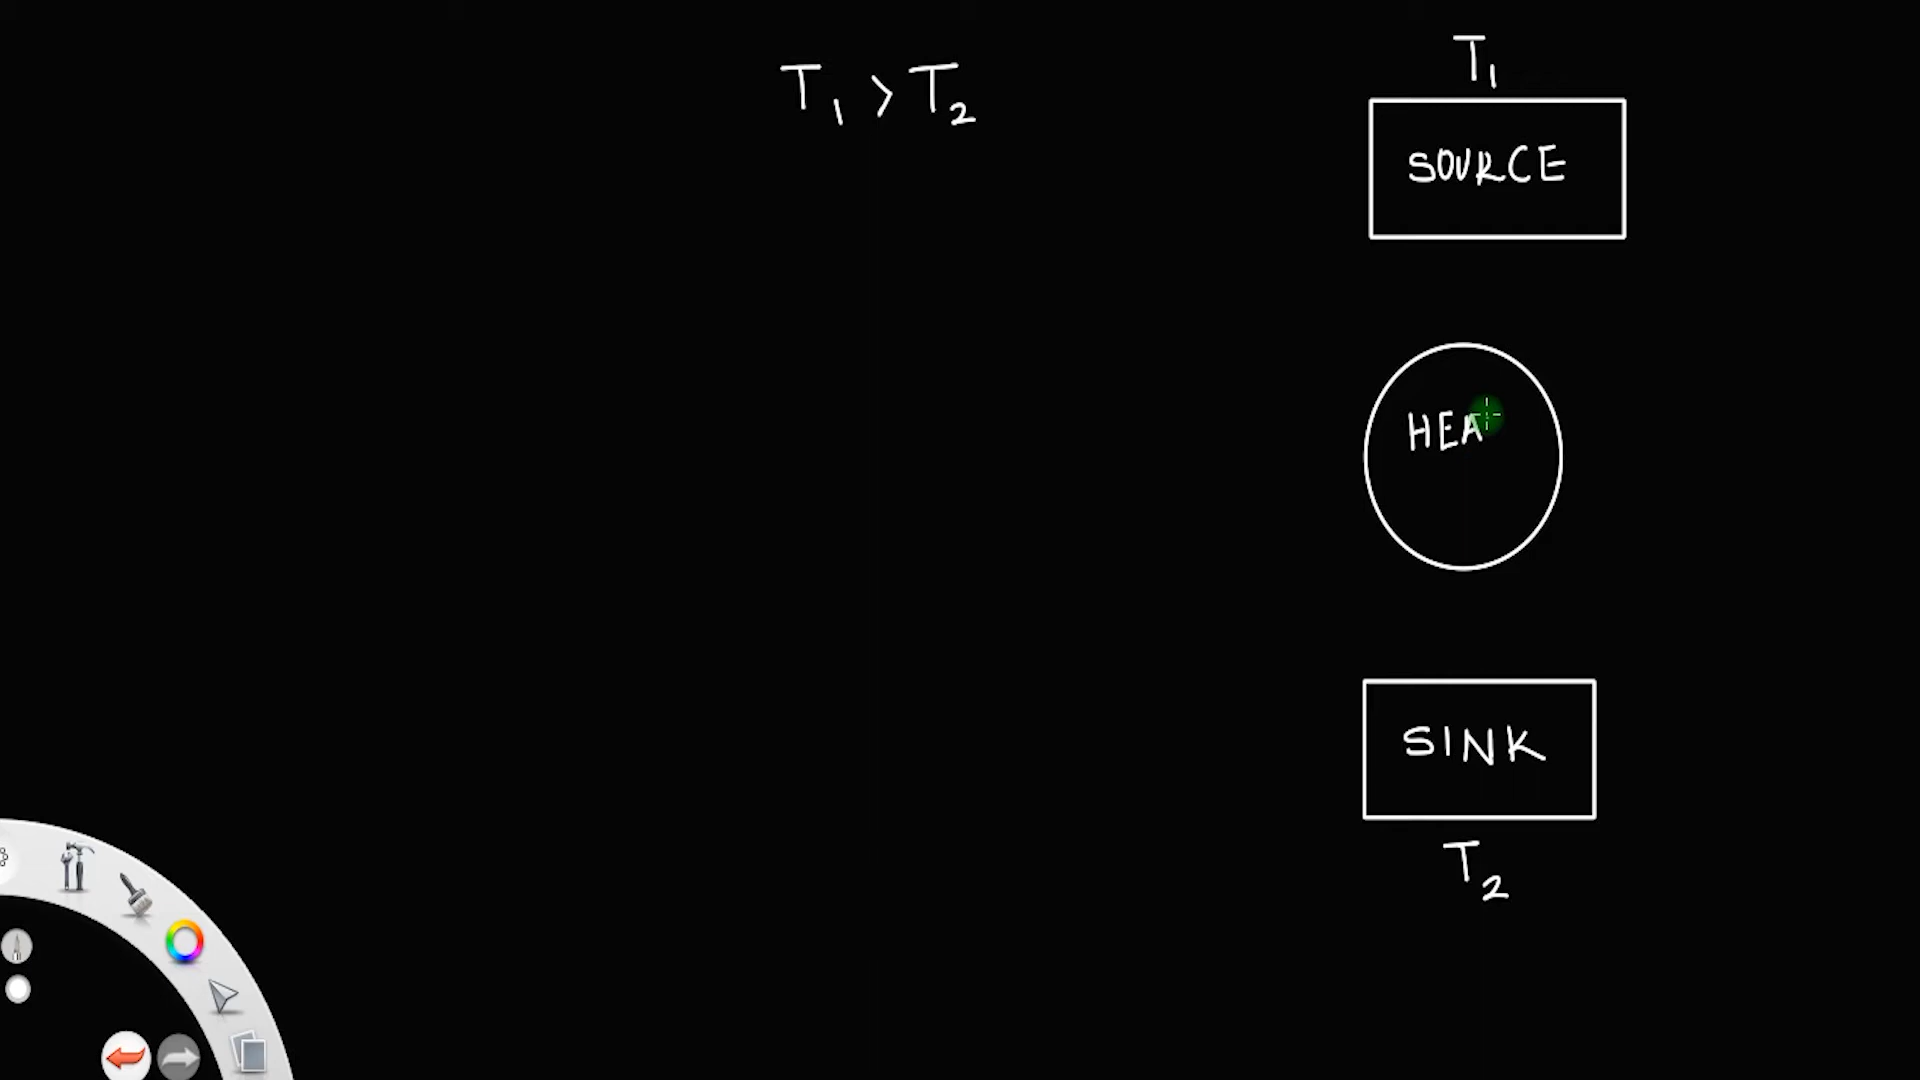 T₁
T₁ > T₂
SOURCE
HEA
SINK
T₂